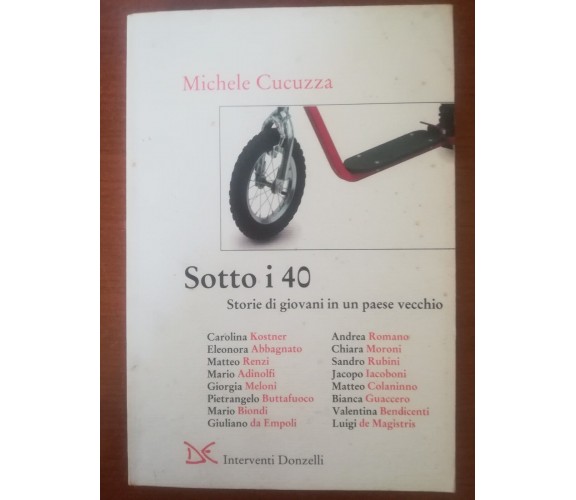 Michele Cucuzza
Sotto i 40
Storie di giovani in un paese vecchio
Carolina Kostner
Eleonora Abbagnato
Matteo Renzi
Mario Adinolfi
Giorgia Meloni
Pietrangelo Buttafuoco
Mario Biondi
Giuliano da Empoli
Andrea Romano
Chiara Moroni
Sandro Rubini
Jacopo Iacoboni
Matteo Colaninno
Bianca Guaccero
Valentina Bendicenti
Luigi de Magistris
DE Interventi Donzelli